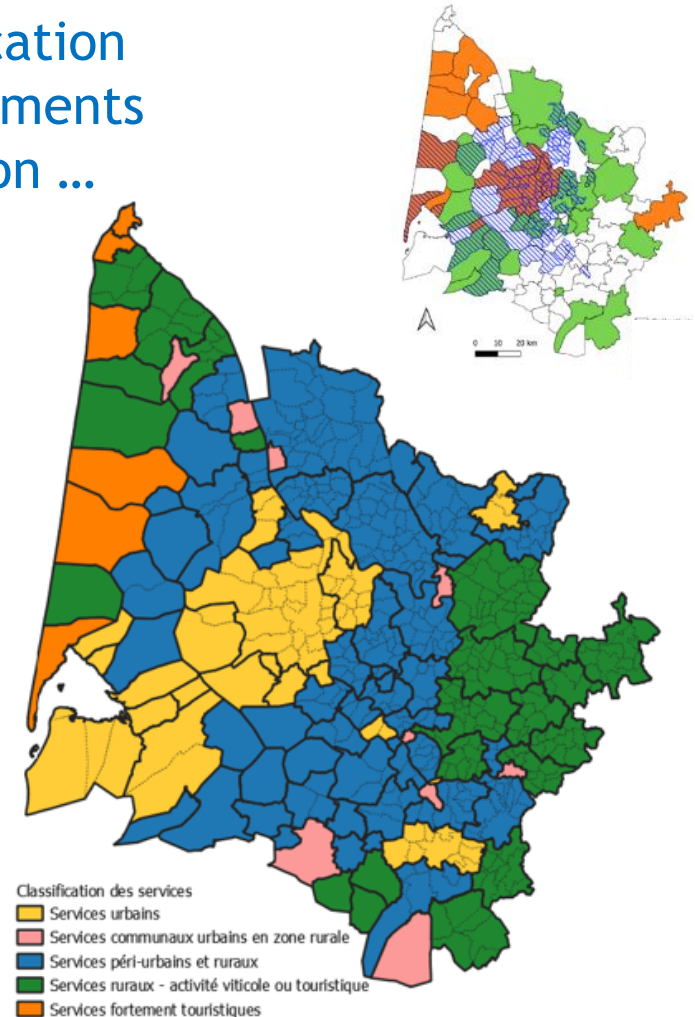 cation
ments
on ...
0 10 20 km
Classification des services
Services urbains
Services communaux urbains en zone rurale
Services péri-urbains et ruraux
Services ruraux - activité viticole ou touristique
Services fortement touristiques